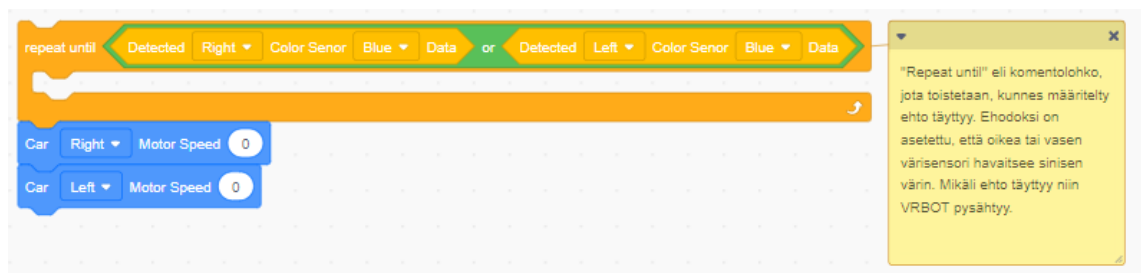 repeat until Detected Right Color Senor Blue Data or Detected Left Color Senor Blue Data
Car Right Motor Speed 0
Car Left Motor Speed 0
"Repeat until" eli komentolohko,
jota toistetaan, kunnes määritelty
ehto täyttyy. Ehodoksi on
asetettu, että oikea tai vasen
värisensori havaitsee sinisen
värin. Mikäli ehto täyttyy niin
VRBOT pysähtyy.